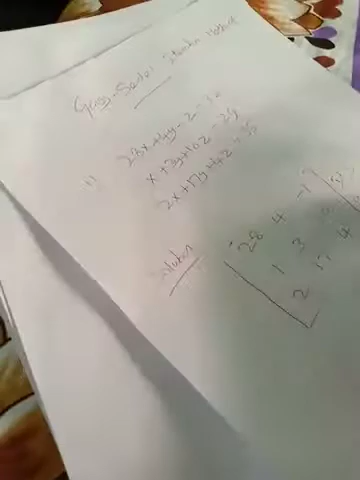 Gauss-Seidel Iteration Method
1) 28x+4y-z=32
x+3y+10z=24
2x+17y+4z=35
Solution
28 4 -1
1 3
2 17 4